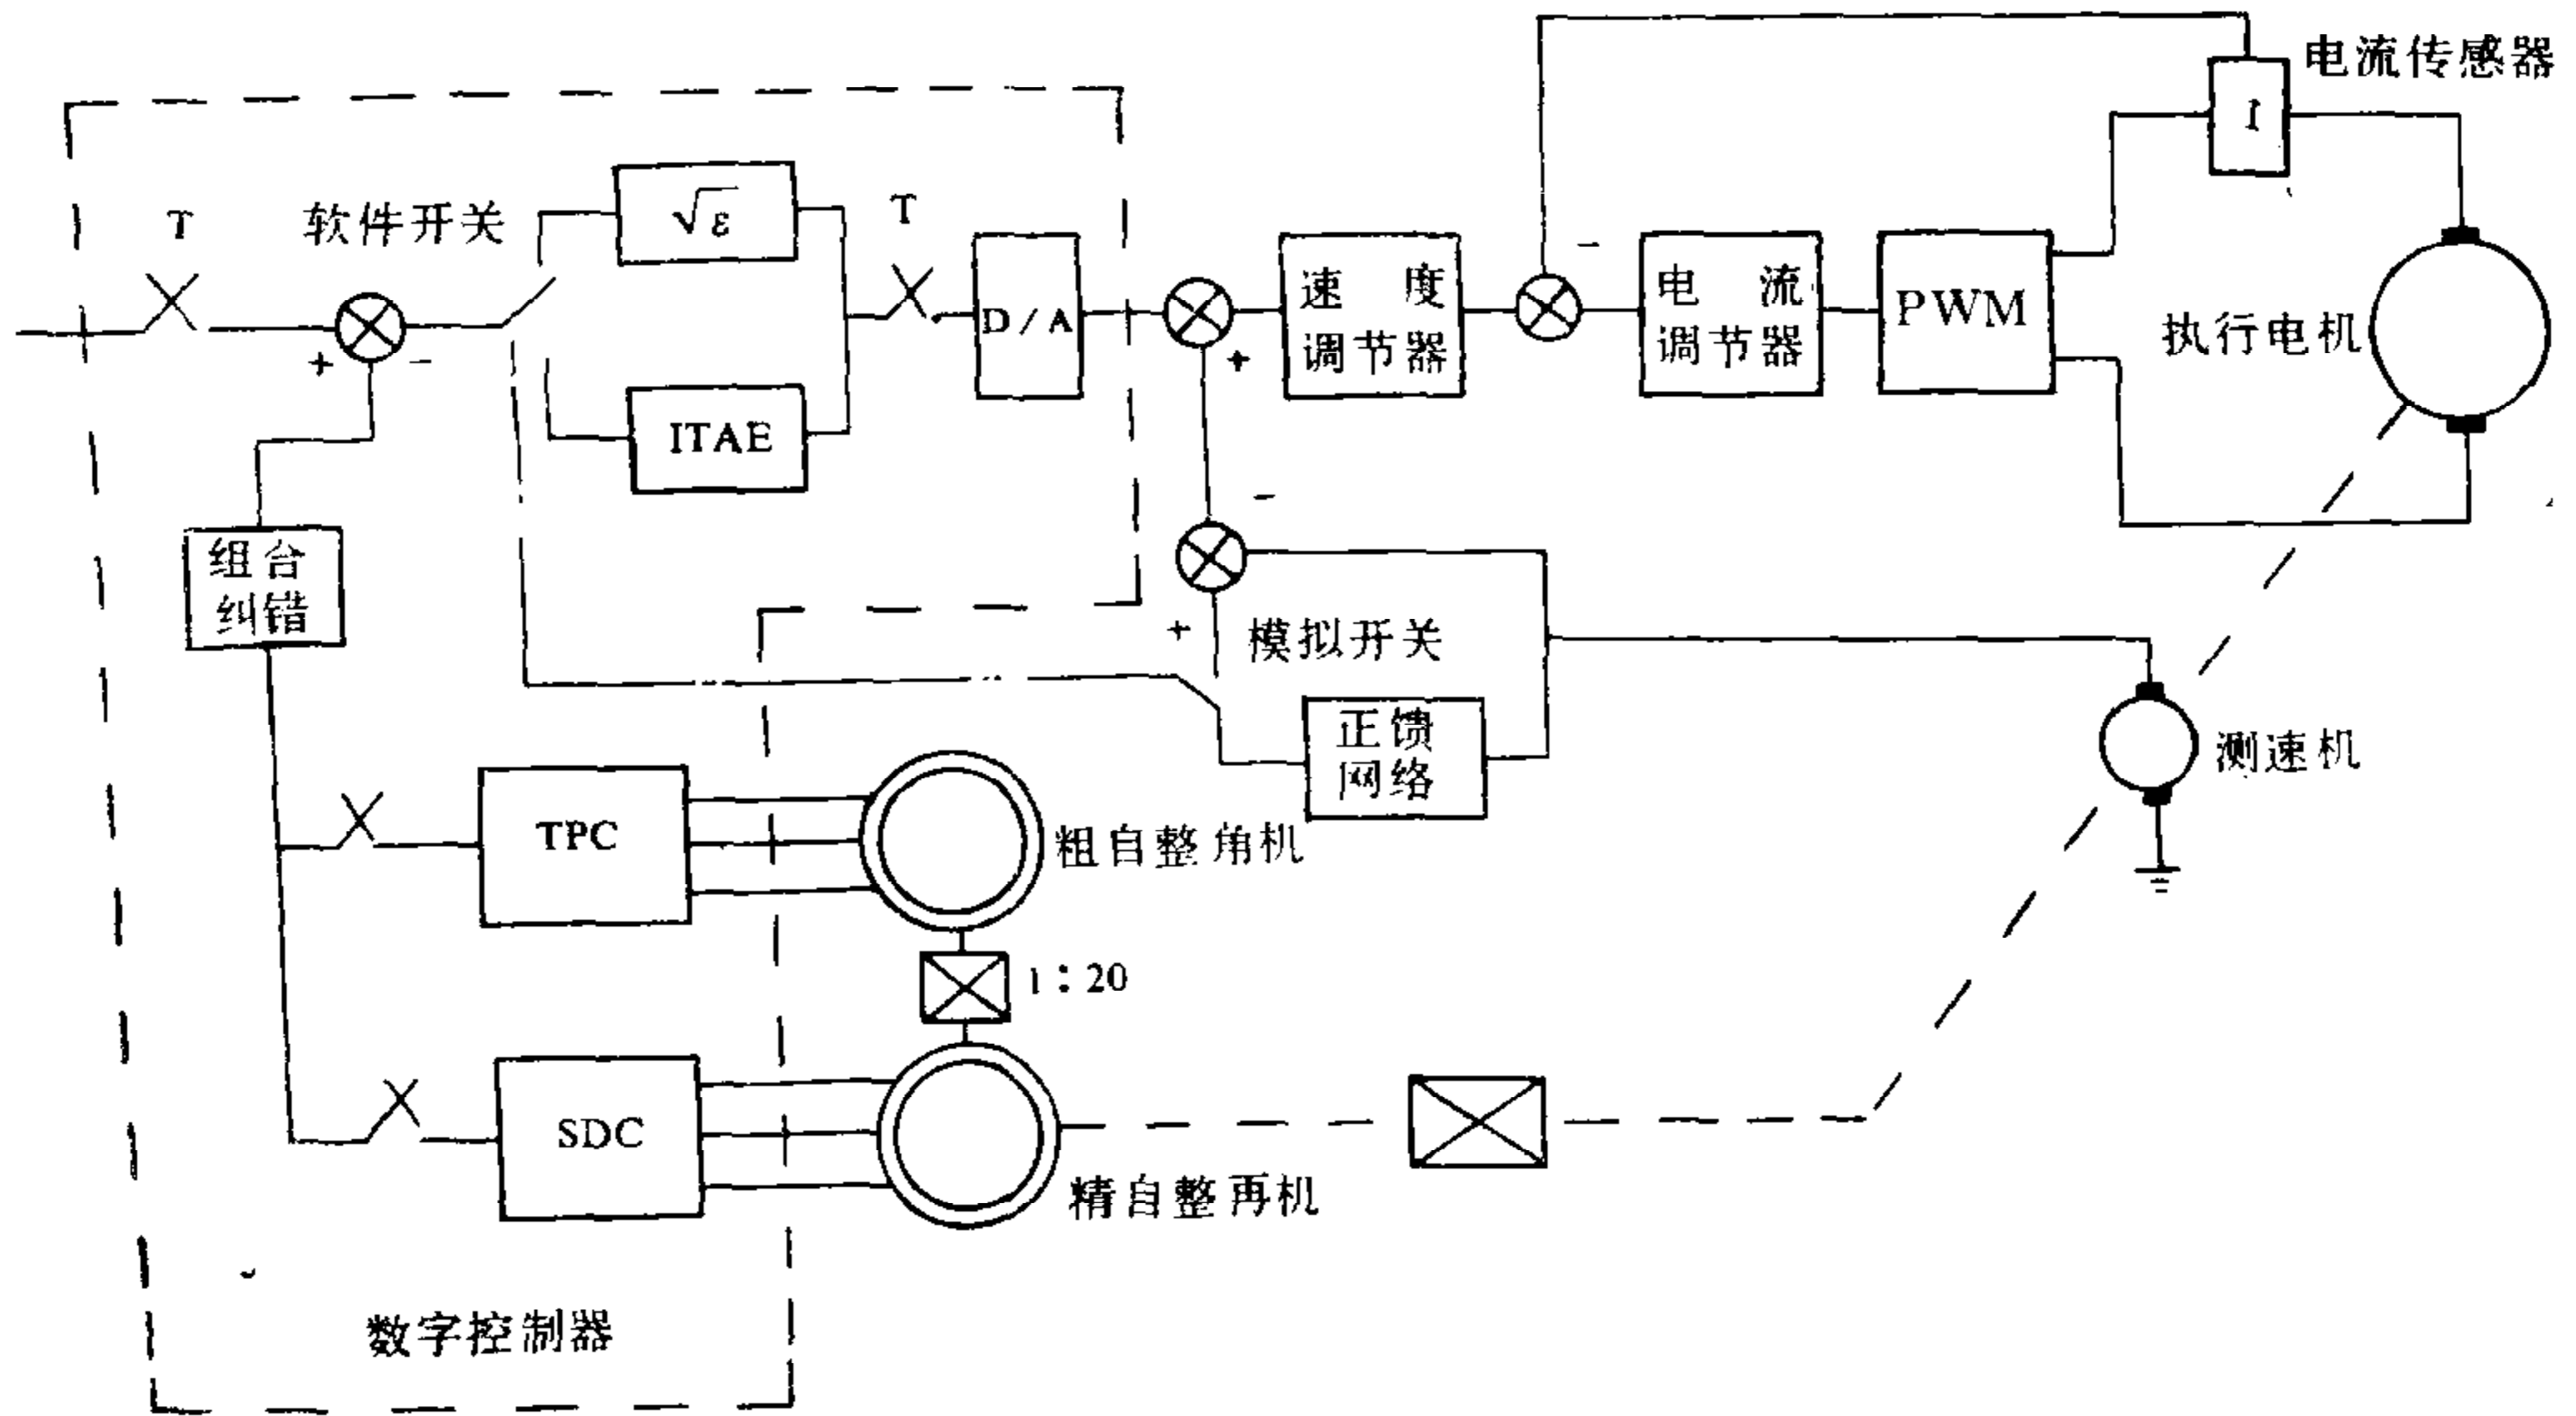 电流传感器
I
T
软件开关
√ε
T
D/A
速度
调节器
-
电流
调节器
PWM
执行电机
+
-
+
ITAE
-
组合
纠错
+
模拟开关
正馈
网络
测速机
TPC
粗自整角机
1:20
SDC
精自整再机
数字控制器